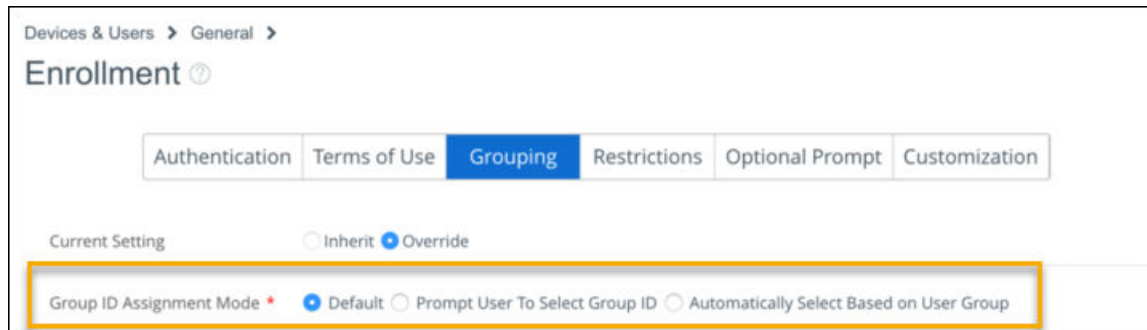 Devices & Users > General >
Enrollment ?
Authentication Terms of Use Grouping Restrictions Optional Prompt Customization
Current Setting Inherit Override
Group ID Assignment Mode * Default Prompt User To Select Group ID Automatically Select Based on User Group